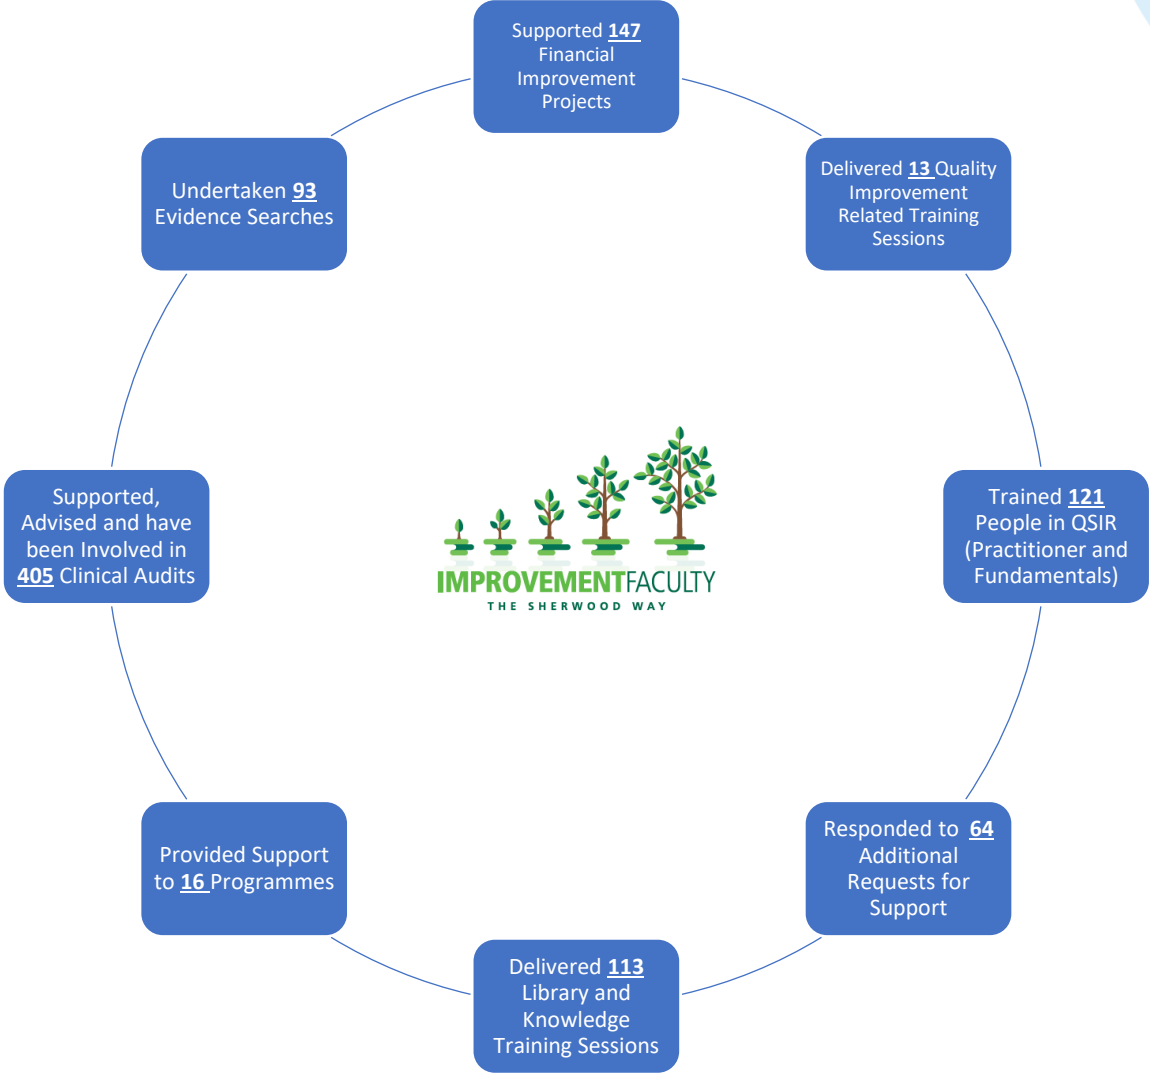 Supported 147
Financial
Improvement
Projects
Delivered 13 Quality
Improvement
Related Training
Sessions
Trained 121
People in QSIR
(Practitioner and
Fundamentals)
Responded to 64
Additional
Requests for
Support
Delivered 113
Library and
Knowledge
Training Sessions
Provided Support
to 16 Programmes
Supported,
Advised and have
been Involved in
405 Clinical Audits
Undertaken 93
Evidence Searches
IMPROVEMENTFACULTY
THE SHERWOOD WAY